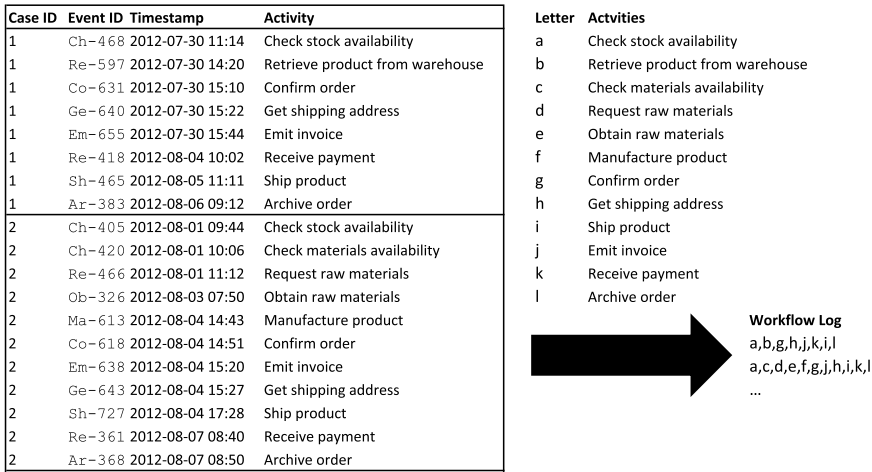 Case ID Event ID Timestamp Activity
1 Ch-468 2012-07-30 11:14 Check stock availability
1 Re-597 2012-07-30 14:20 Retrieve product from warehouse
1 Co-631 2012-07-30 15:10 Confirm order
1 Ge-640 2012-07-30 15:22 Get shipping address
1 Em-655 2012-07-30 15:44 Emit invoice
1 Re-418 2012-08-04 10:02 Receive payment
1 Sh-465 2012-08-05 11:11 Ship product
1 Ar-383 2012-08-06 09:12 Archive order
2 Ch-405 2012-08-01 09:44 Check stock availability
2 Ch-420 2012-08-01 10:06 Check materials availability
2 Re-466 2012-08-01 11:12 Request raw materials
2 Ob-326 2012-08-03 07:50 Obtain raw materials
2 Ma-613 2012-08-04 14:43 Manufacture product
2 Co-618 2012-08-04 14:51 Confirm order
2 Em-638 2012-08-04 15:20 Emit invoice
2 Ge-643 2012-08-04 15:27 Get shipping address
2 Sh-727 2012-08-04 17:28 Ship product
2 Re-361 2012-08-07 08:40 Receive payment
2 Ar-368 2012-08-07 08:50 Archive order
Letter Actvities
a Check stock availability
b Retrieve product from warehouse
c Check materials availability
d Request raw materials
e Obtain raw materials
f Manufacture product
g Confirm order
h Get shipping address
i Ship product
j Emit invoice
k Receive payment
l Archive order
Workflow Log
a,b,g,h,j,k,i,l
a,c,d,e,f,g,j,h,i,k,l
...